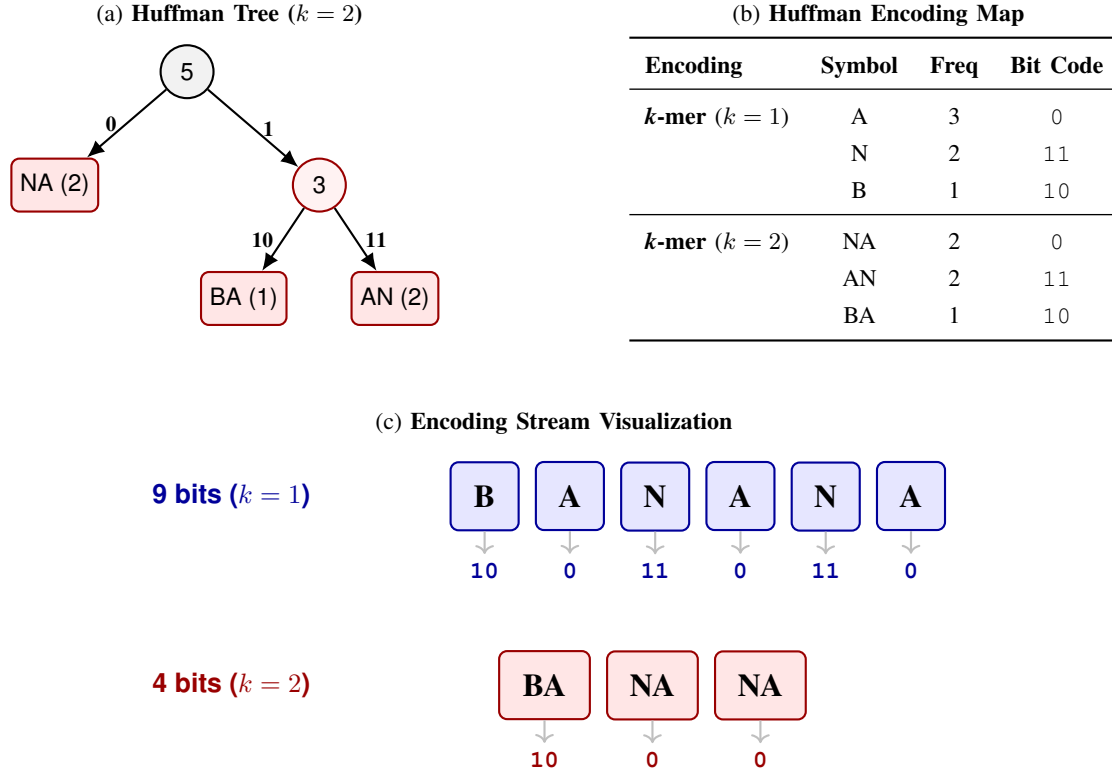 (a) Huffman Tree (k = 2)
5
0
1
NA (2)
3
10
11
BA (1)
AN (2)
(b) Huffman Encoding Map
Encoding Symbol Freq Bit Code
k-mer (k = 1) A 3 0
N 2 11
B 1 10
k-mer (k = 2) NA 2 0
AN 2 11
BA 1 10
(c) Encoding Stream Visualization
9 bits (k = 1) B A N A N A
10 0 11 0 11 0
4 bits (k = 2) BA NA NA
10 0 0